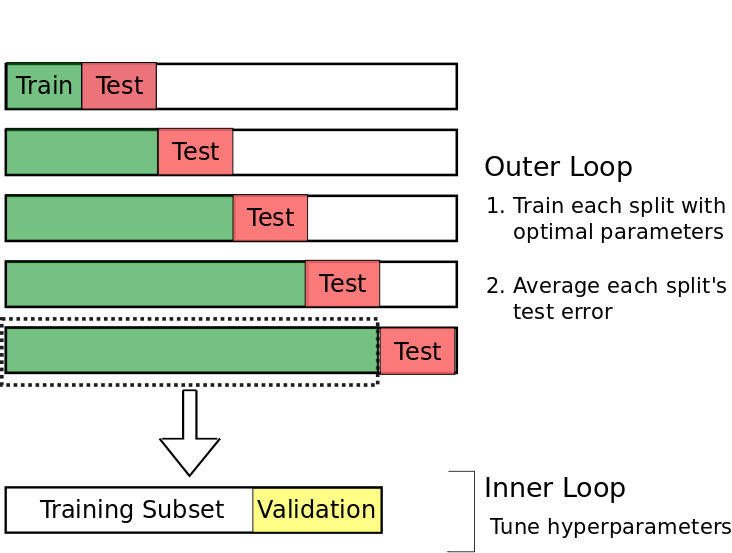 Train Test
Test
Test
Test
Test
Outer Loop
1. Train each split with
optimal parameters
2. Average each split's
test error
Training Subset Validation
Inner Loop
Tune hyperparameters